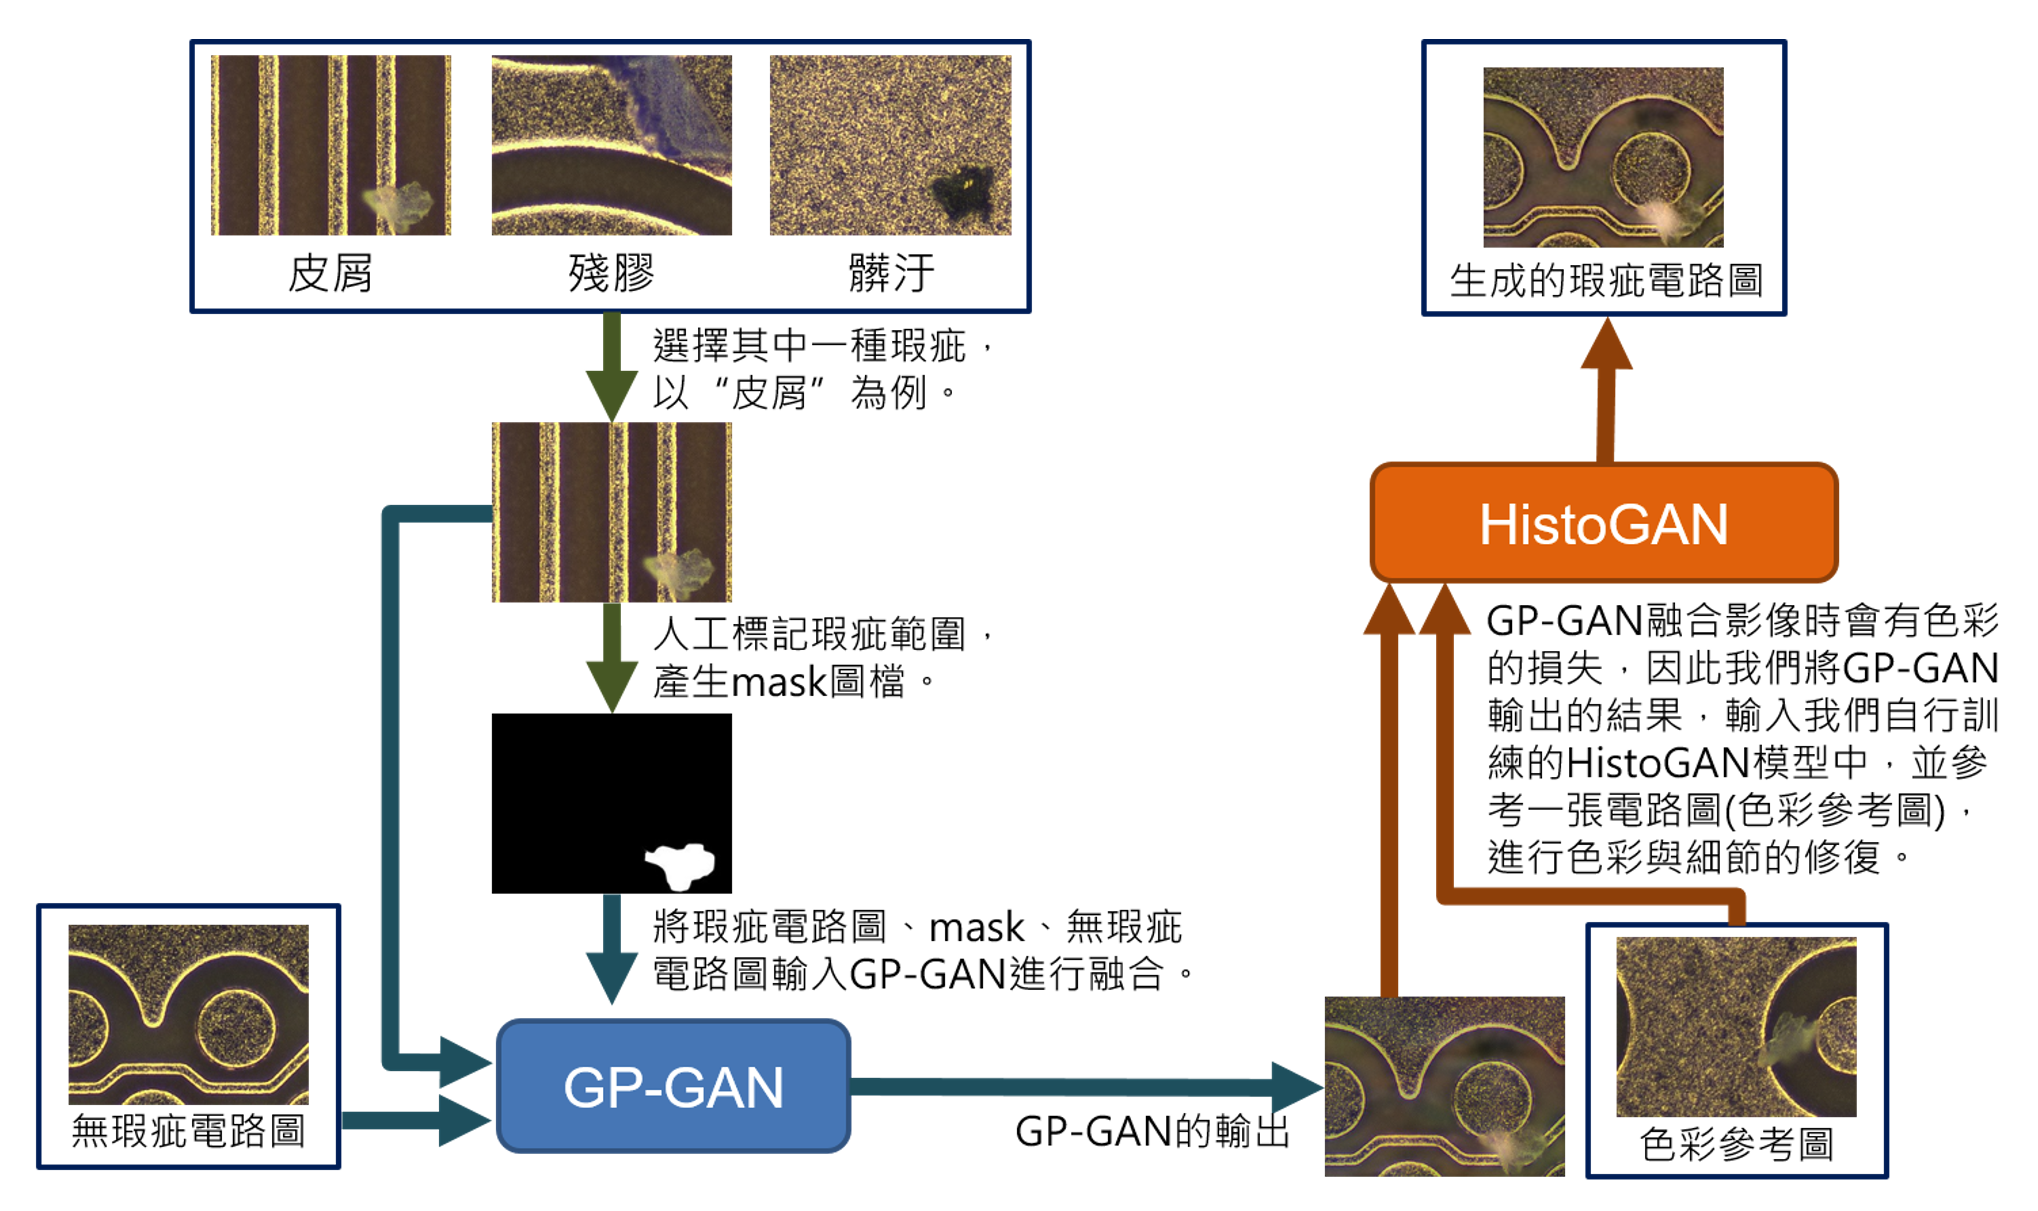 皮屑
殘膠
髒汙
選擇其中一種瑕疵，
以“皮屑”為例。
人工標記瑕疵範圍，
產生mask圖檔。
將瑕疵電路圖、mask、無瑕疵
電路圖輸入GP-GAN進行融合。
無瑕疵電路圖
GP-GAN
GP-GAN的輸出
生成的瑕疵電路圖
HistoGAN
GP-GAN融合影像時會有色彩
的損失，因此我們將GP-GAN
輸出的結果，輸入我們自行訓
練的HistoGAN模型中，並參
考一張電路圖(色彩參考圖)，
進行色彩與細節的修復。
色彩參考圖